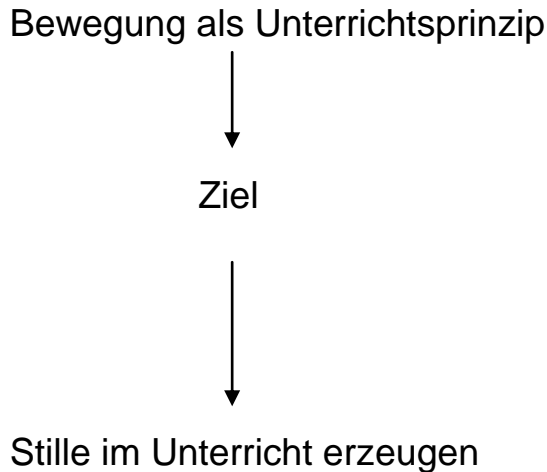 Bewegung als Unterrichtsprinzip
Ziel
Stille im Unterricht erzeugen